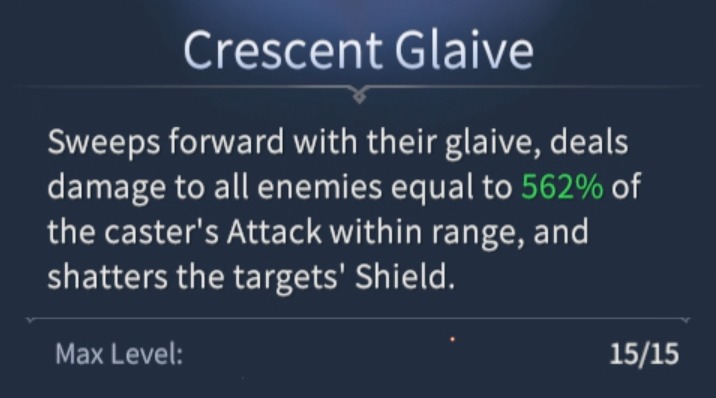 Crescent Glaive
Sweeps forward with their glaive, deals
damage to all enemies equal to 562% of
the caster's Attack within range, and
shatters the targets' Shield.
Max Level: 15/15